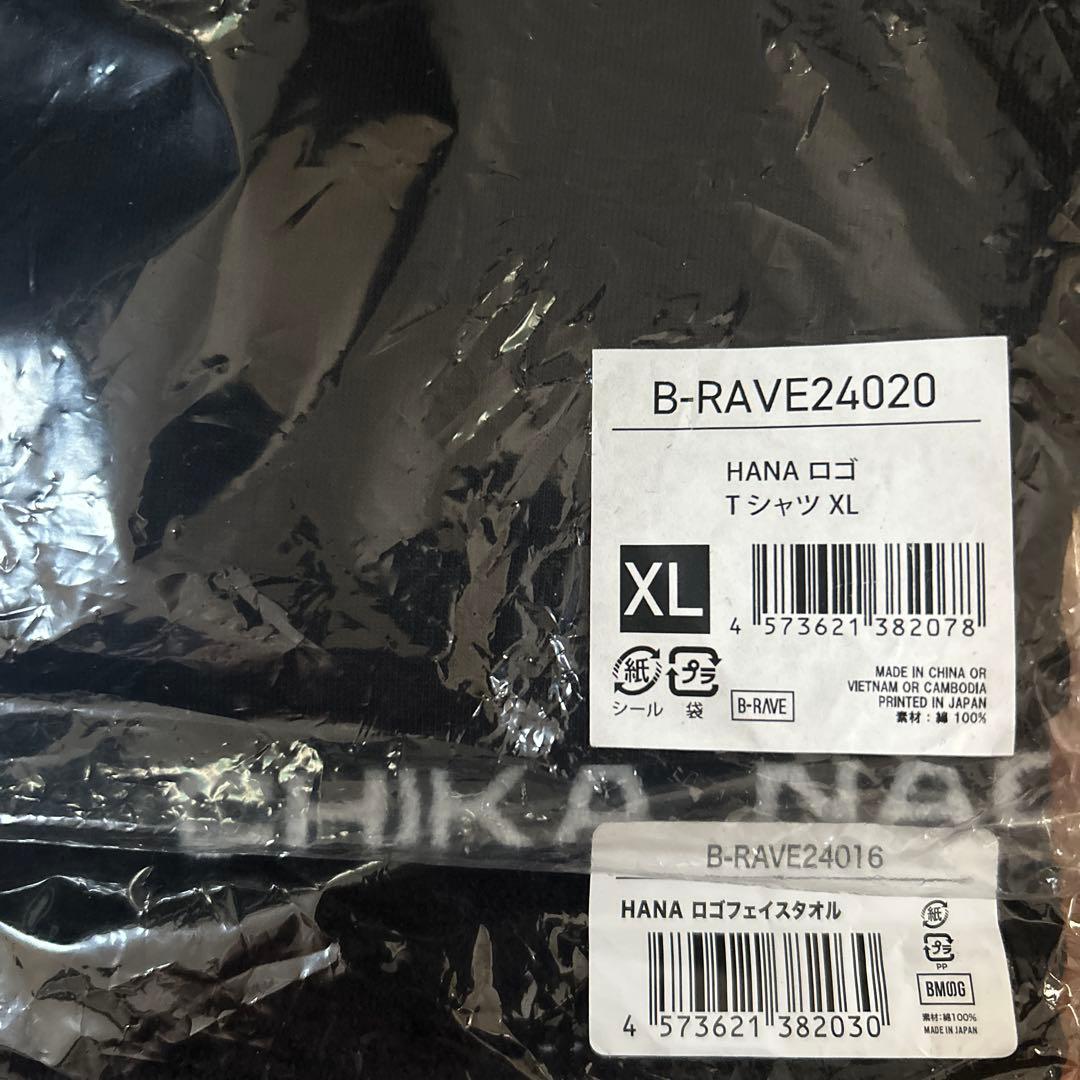 B-RAVE24020
HANA ロゴ
T シャツ XL
XL
4 573621 382078
紙
プラ
シール 袋
B-RAVE
MADE IN CHINA OR
VIETNAM OR CAMBODIA
PRINTED IN JAPAN
素材：綿 100%
CHIKA NA
B-RAVE24016
HANA ロゴフェイスタオル
紙
プラ
PP
BMSG
4 573621 382030
素材：綿100%
MADE IN JAPAN